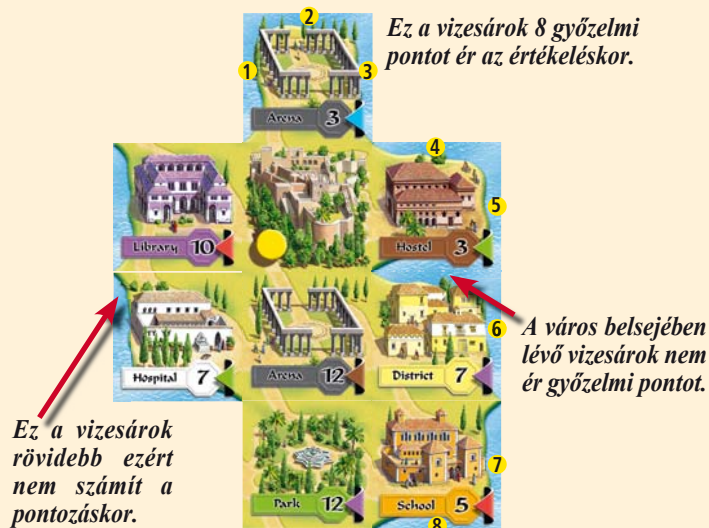 2
Ez a vizesárok 8 győzelmi
pontot ér az értékeléskor.
1
3
Arena 3
4
5
Library 10
Hostel 3
6
A város belsejében
lévő vizesárok nem
ér győzelmi pontot.
Hospital 7
Arena 12
District 7
Ez a vizesárok
rövidebb ezért
nem számít a
pontozáskor.
7
Park 12
School 5
8